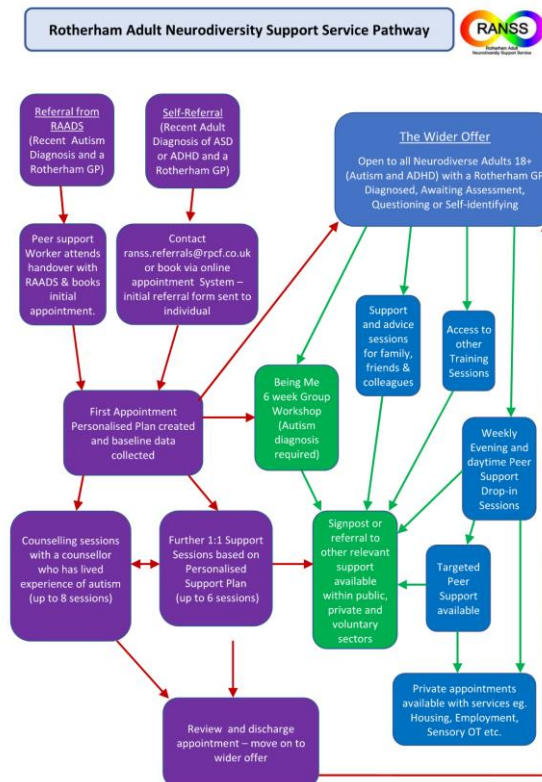 Rotherham Adult Neurodiversity Support Service Pathway
RANSS
Rotherham Adult
Neurodiversity Support Service
Referral from
RAADS
(Recent Autism
Diagnosis and a
Rotherham GP)
Self-Referral
(Recent Adult
Diagnosis of ASD
or ADHD and a
Rotherham GP)
The Wider Offer
Open to all Neurodiverse Adults 18+
(Autism and ADHD) with a Rotherham GP
Diagnosed, Awaiting Assessment,
Questioning or Self-identifying
Peer support
Worker attends
handover with
RAADS & books
initial
appointment.
Contact
ranss.referrals@rpcf.co.uk
or book via online
appointment System –
initial referral form sent to
individual
Support
and advice
sessions
for family,
friends &
colleagues
Access to
other
Training
Sessions
Being Me
6 week Group
Workshop
(Autism
diagnosis
required)
First Appointment
Personalised Plan created
and baseline data
collected
Weekly
Evening and
daytime Peer
Support
Drop-in
Sessions
Counselling sessions
with a counsellor
who has lived
experience of autism
(up to 8 sessions)
Further 1:1 Support
Sessions based on
Personalised
Support Plan
(up to 6 sessions)
Signpost or
referral to
other relevant
support
available
within public,
private and
voluntary
sectors
Targeted
Peer
Support
available
Private appointments
available with services eg.
Housing, Employment,
Sensory OT etc.
Review and discharge
appointment – move on to
wider offer